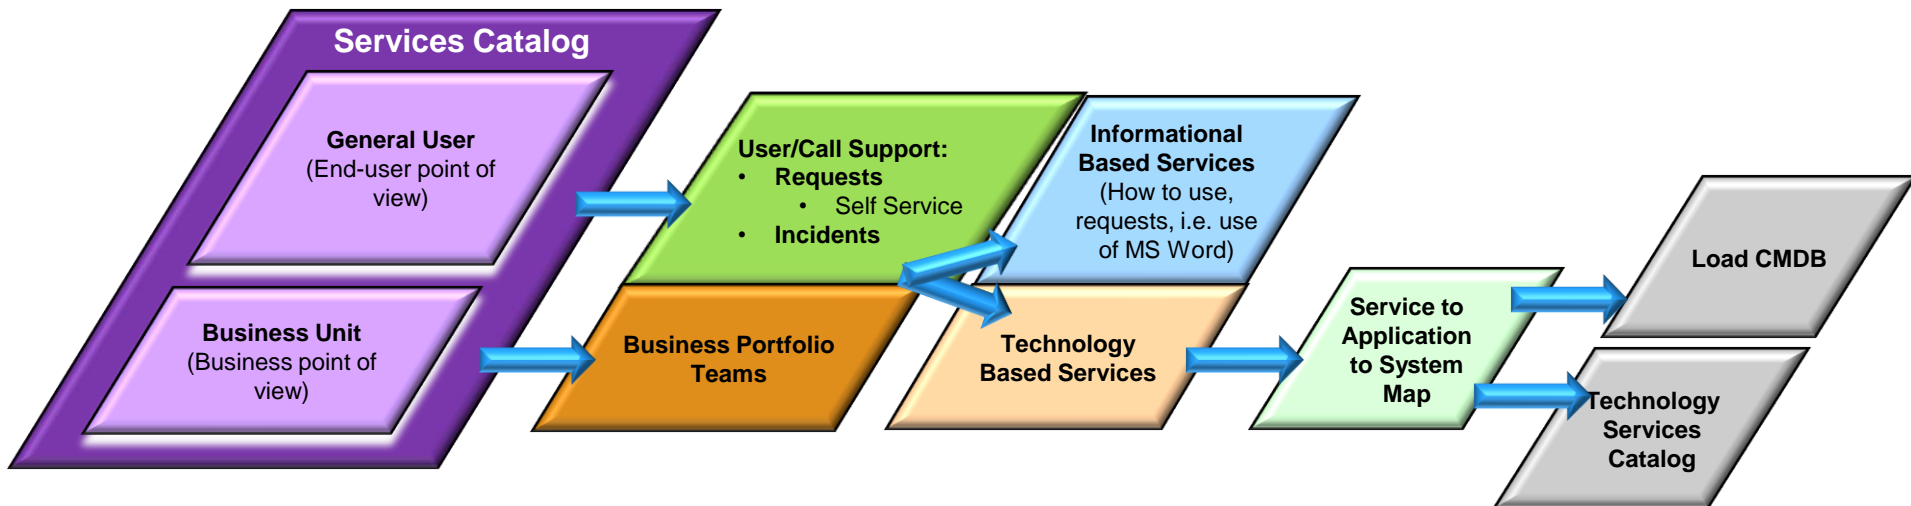 Services Catalog
General User
(End-user point of
view)
Business Unit
(Business point of
view)
User/Call Support:
• Requests
• Self Service
• Incidents
Business Portfolio
Teams
Informational
Based Services
(How to use,
requests, i.e. use
of MS Word)
Technology
Based Services
Service to
Application
to System
Map
Load CMDB
Technology
Services
Catalog